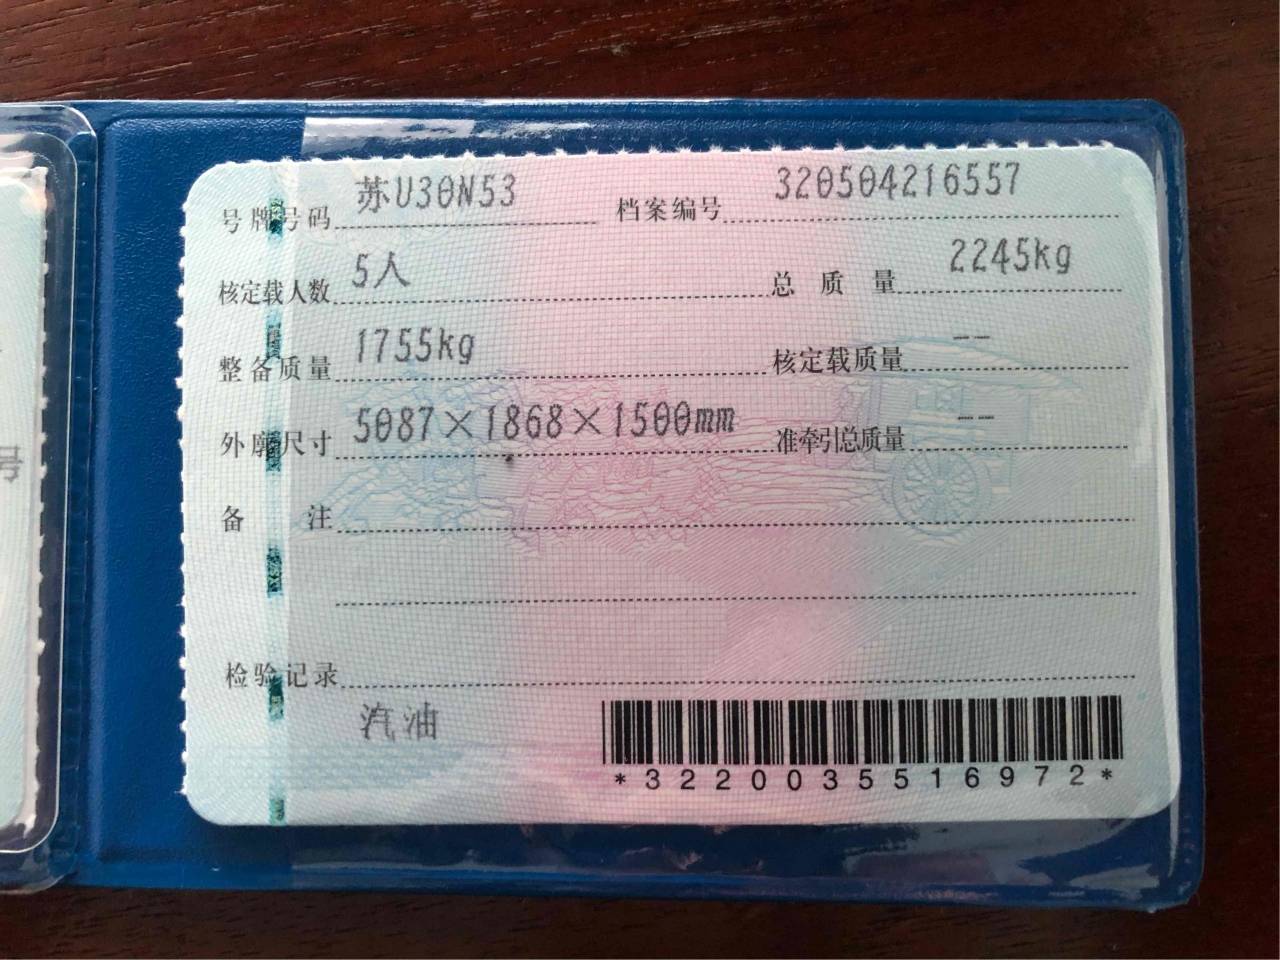 号牌号码 苏U30N53 档案编号 320504216557
核定载人数 5人 总质量 2245kg
整备质量 1755kg 核定载质量 --
外廓尺寸 5087×1868×1500mm 准牵引总质量 --
备注
检验记录
汽油
*3220035516972*
号